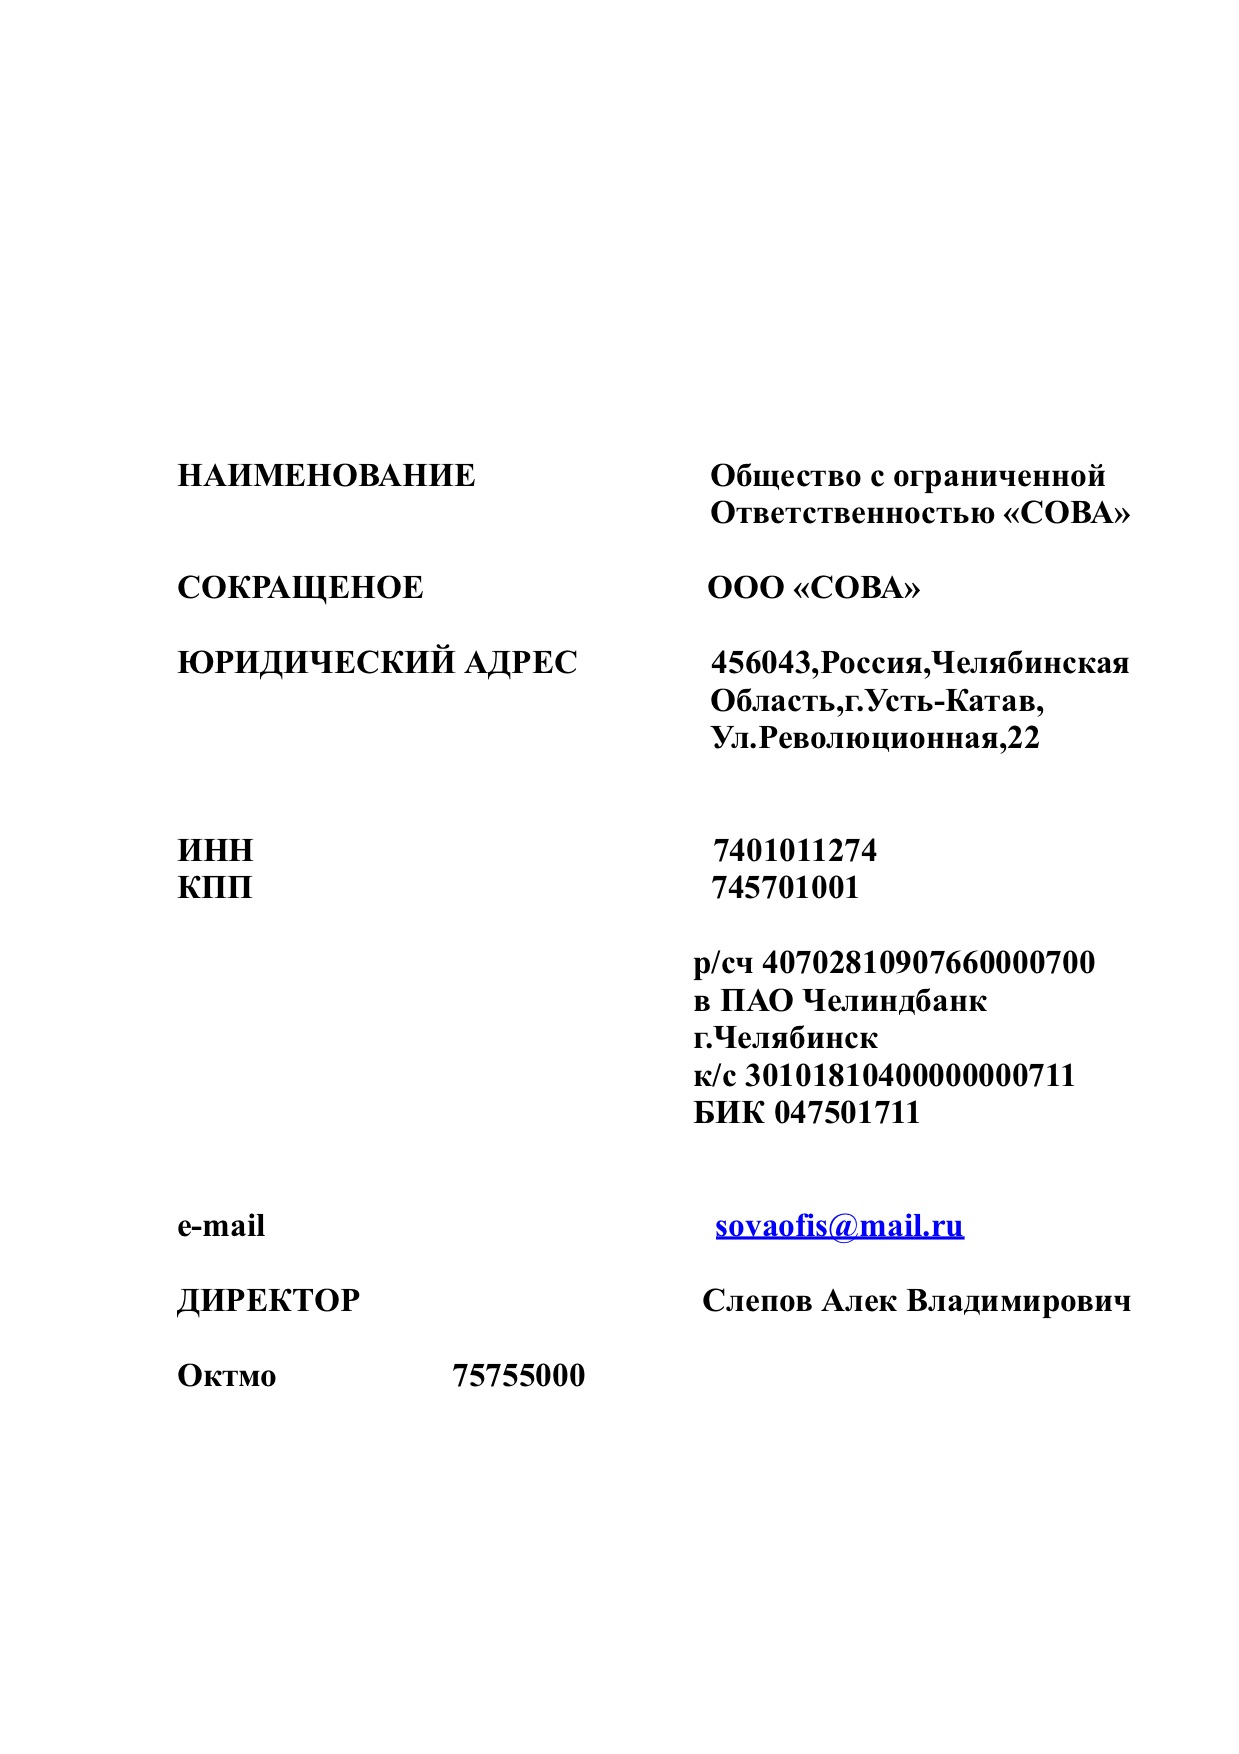 НАИМЕНОВАНИЕ Общество с ограниченной
Ответственностью «СОВА»
СОКРАЩЕНОЕ ООО «СОВА»
ЮРИДИЧЕСКИЙ АДРЕС 456043,Россия,Челябинская
Область,г.Усть-Катав,
Ул.Революционная,22
ИНН 7401011274
КПП 745701001
р/сч 40702810907660000700
в ПАО Челиндбанк
г.Челябинск
к/с 30101810400000000711
БИК 047501711
e-mail sovaofis@mail.ru
ДИРЕКТОР Слепов Алек Владимирович
Октмо 75755000